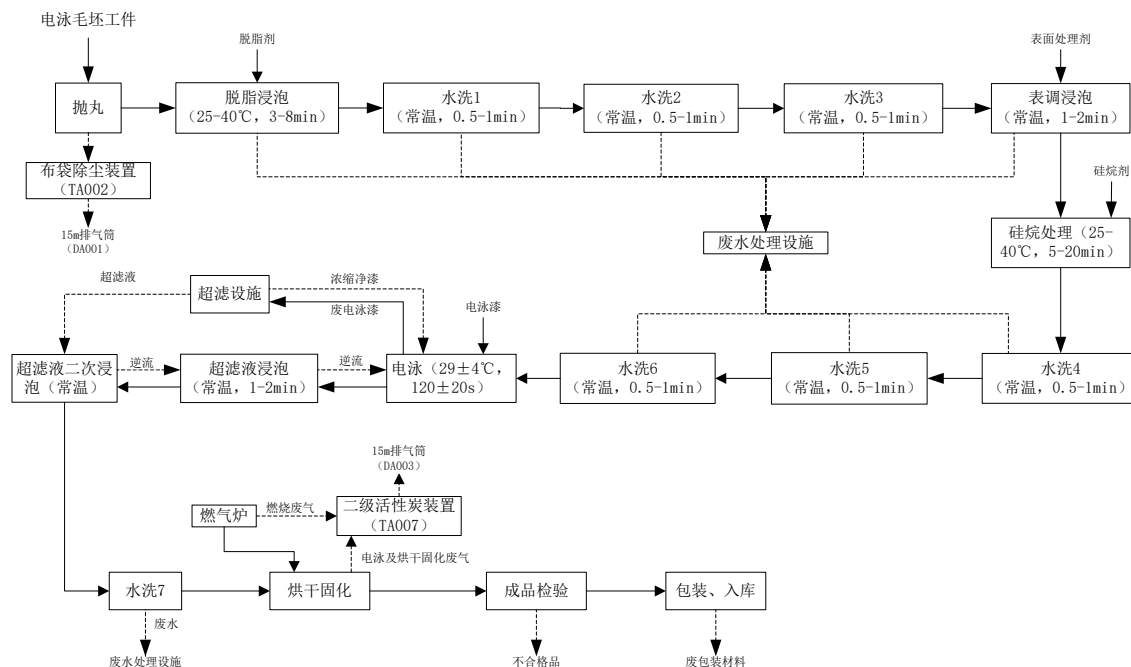 电泳毛坯工件
脱脂剂
表面处理剂
抛丸
脱脂浸泡
(25-40℃，3-8min)
水洗1
(常温，0.5-1min)
水洗2
(常温，0.5-1min)
水洗3
(常温，0.5-1min)
表调浸泡
(常温，1-2min)
布袋除尘装置
(TA002)
硅烷剂
15m排气筒
(DA001)
废水处理设施
硅烷处理（25-
40℃，5-20min）
超滤液
超滤设施
浓缩净漆
废电泳漆
电泳漆
超滤液二次浸
泡（常温）
逆流
超滤液浸泡
(常温，1-2min)
逆流
电泳（29±4℃，
120±20s）
水洗6
(常温，0.5-1min)
水洗5
(常温，0.5-1min)
水洗4
(常温，0.5-1min)
15m排气筒
(DA003)
燃气炉
燃烧废气
二级活性炭装置
(TA007)
电泳及烘干固化废气
水洗7
烘干固化
成品检验
包装、入库
废水
废水处理设施
不合格品
废包装材料